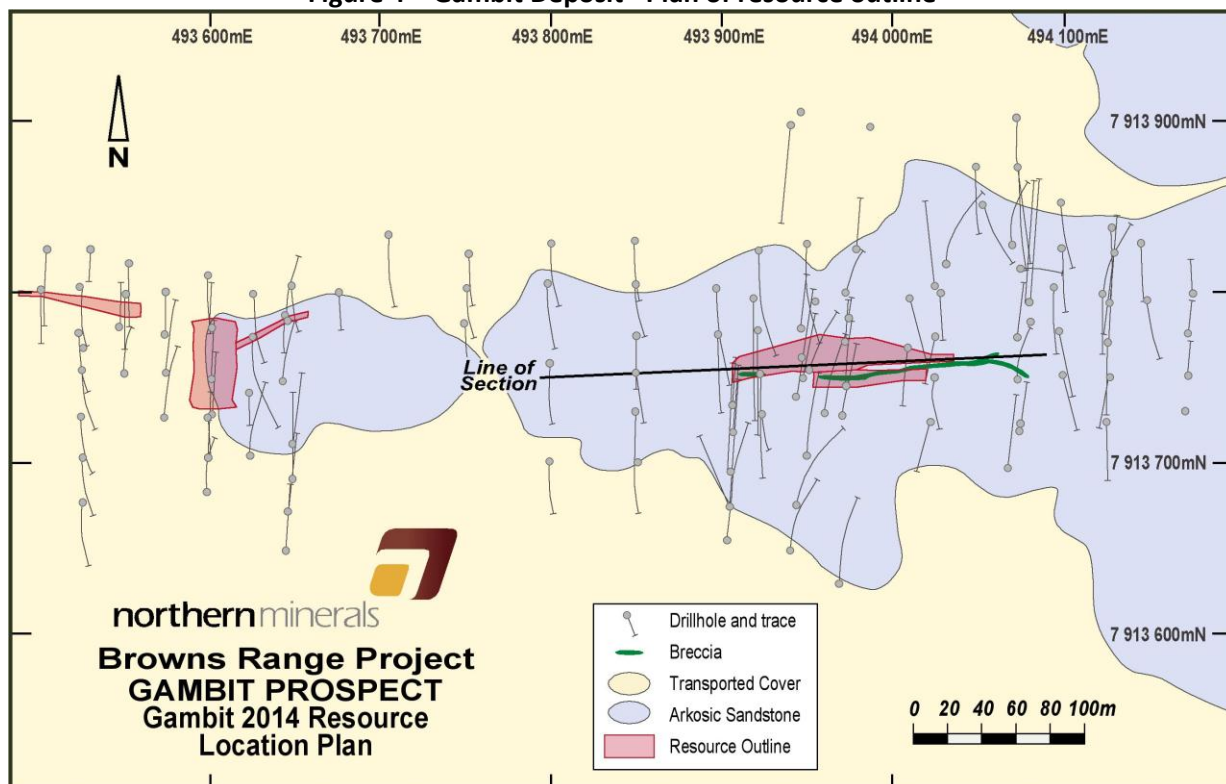 Figure 4 – Gambit Deposit - Plan of resource outline
493 600mE 493 700mE 493 800mE 493 900mE 494 000mE 494 100mE
7 913 900mN
N
Line of
Section
7 913 700mN
northernminerals
Browns Range Project
GAMBIT PROSPECT
Gambit 2014 Resource
Location Plan
Drillhole and trace
Breccia
Transported Cover
Arkosic Sandstone
Resource Outline
7 913 600mN
0 20 40 60 80 100m